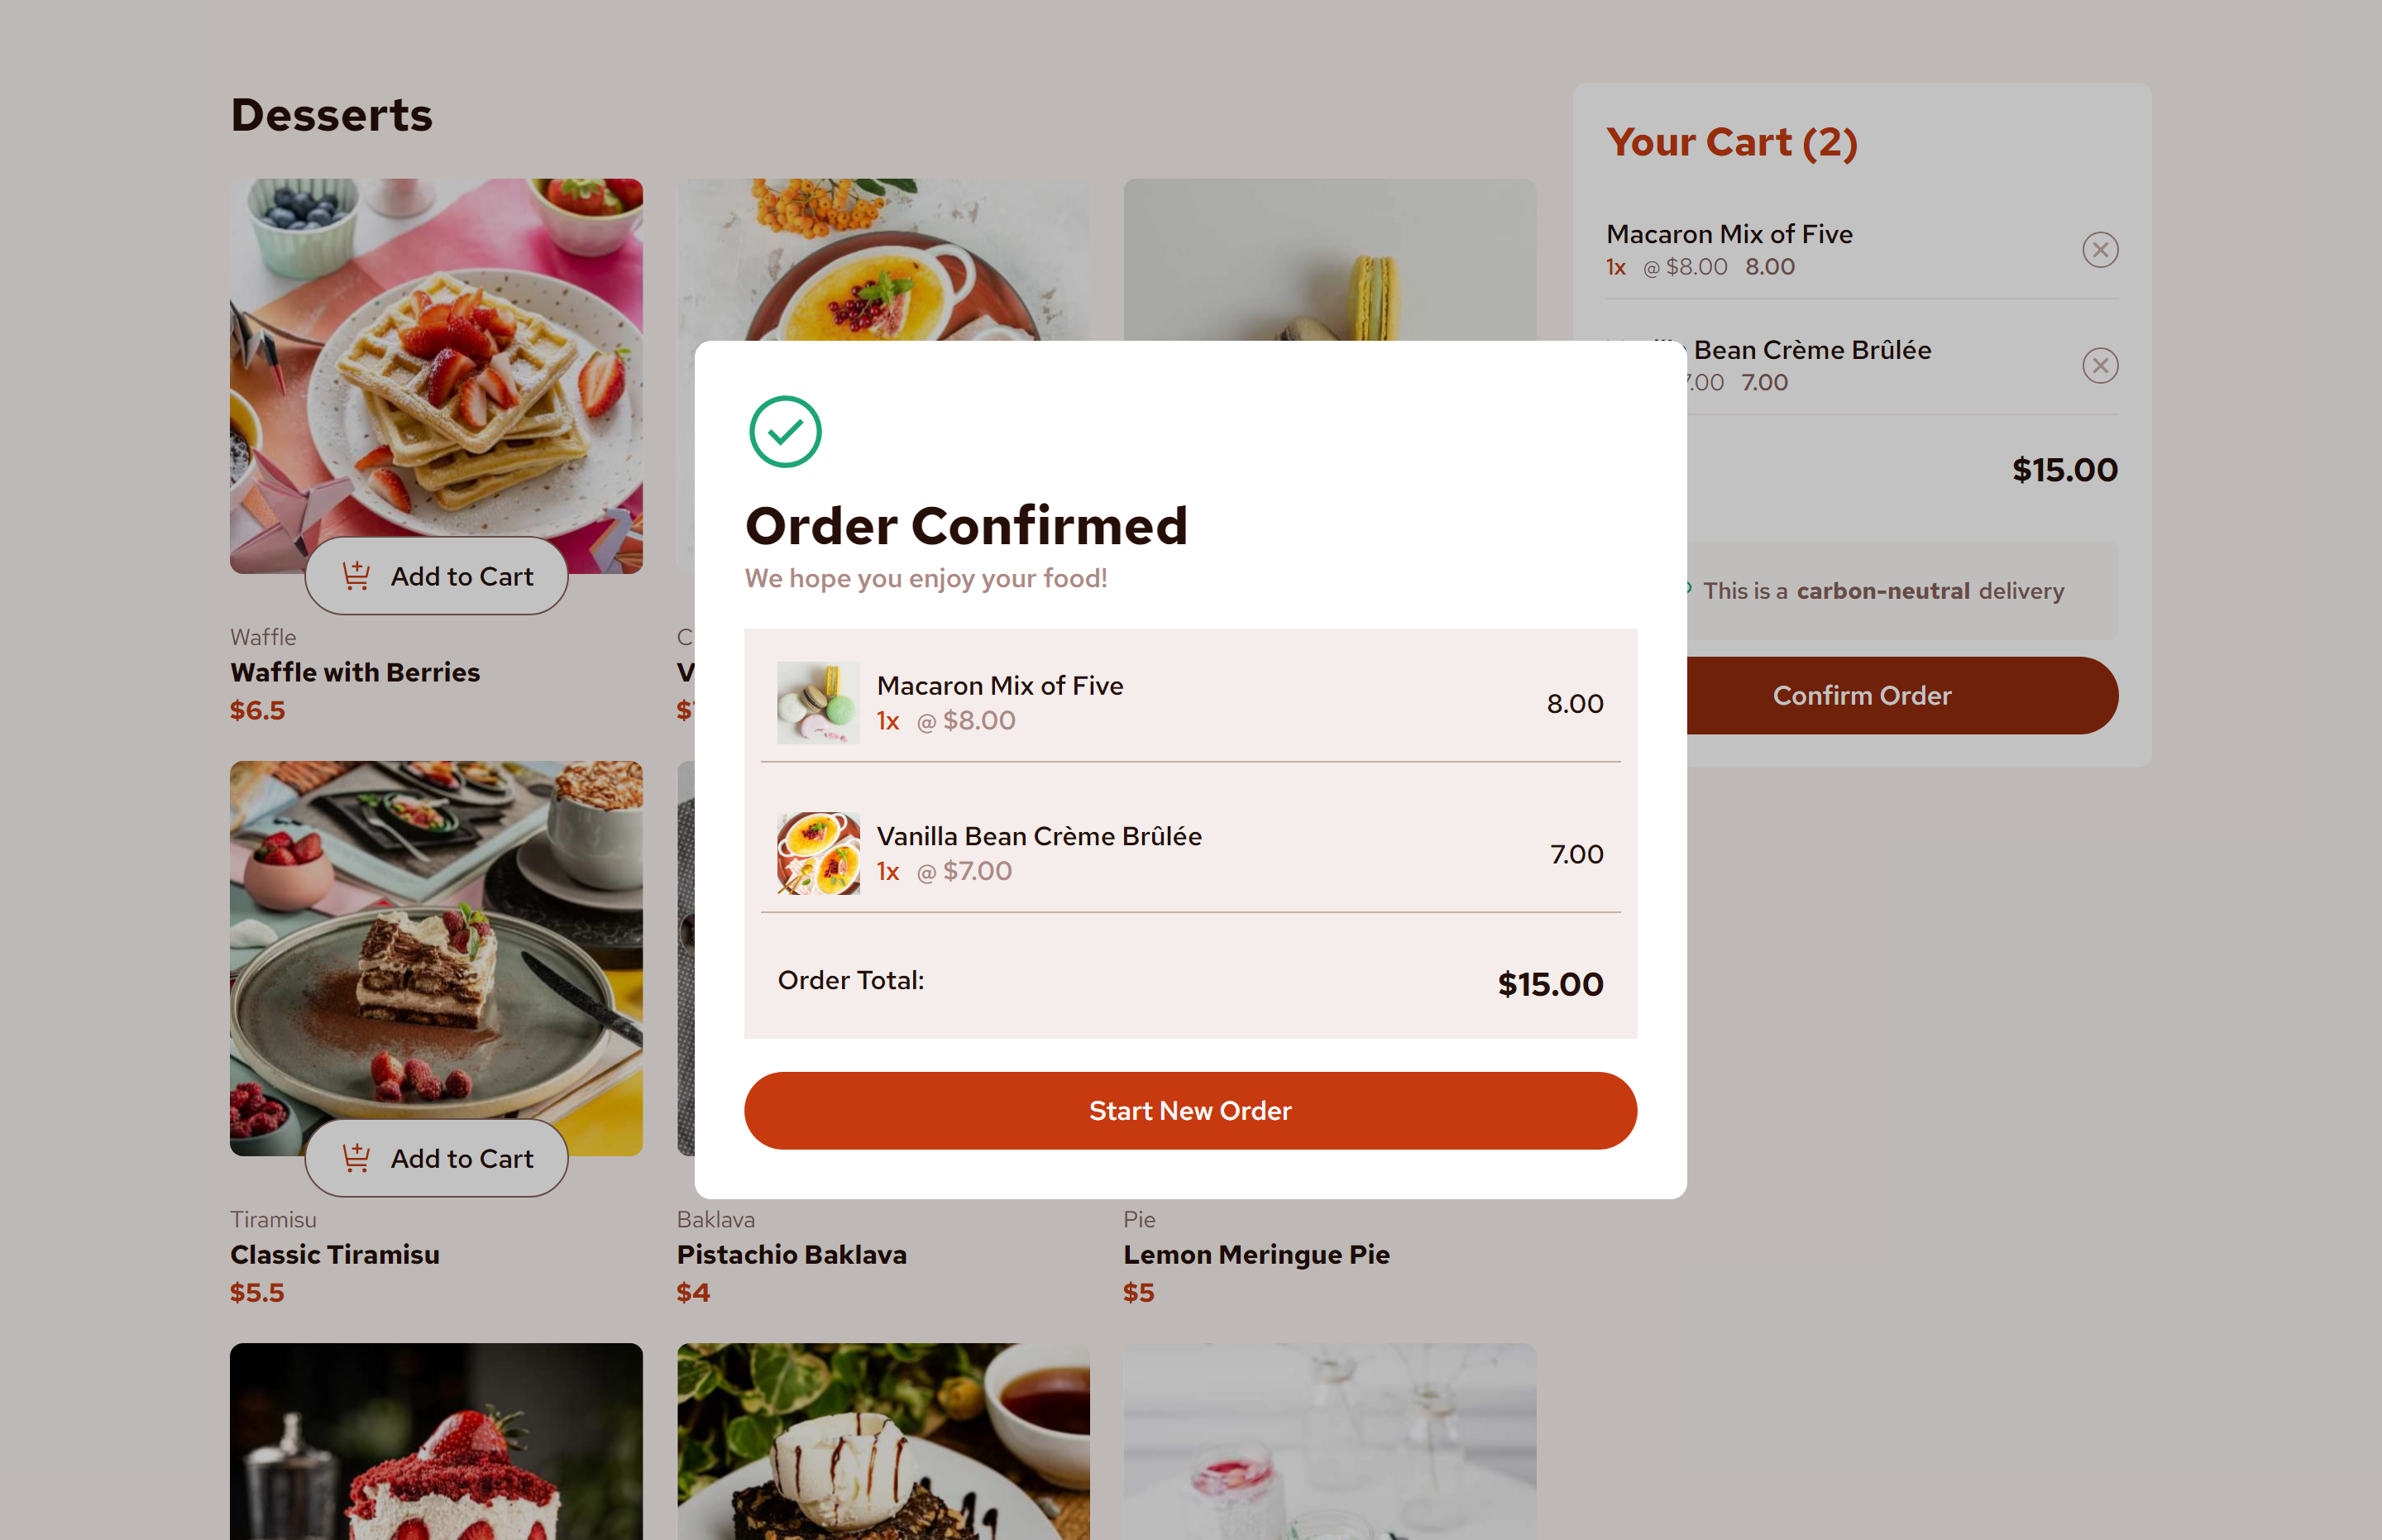 Desserts
Add to Cart
Waffle
Waffle with Berries
$6.5
Add to Cart
Tiramisu
Classic Tiramisu
$5.5
Baklava
Pistachio Baklava
$4
Pie
Lemon Meringue Pie
$5
Your Cart (2)
Macaron Mix of Five
1x @ $8.00 8.00
Bean Crème Brûlée
7.00
$15.00
This is a carbon-neutral delivery
Confirm Order
Order Confirmed
We hope you enjoy your food!
Macaron Mix of Five
1x @ $8.00
8.00
Vanilla Bean Crème Brûlée
1x @ $7.00
7.00
Order Total:
$15.00
Start New Order